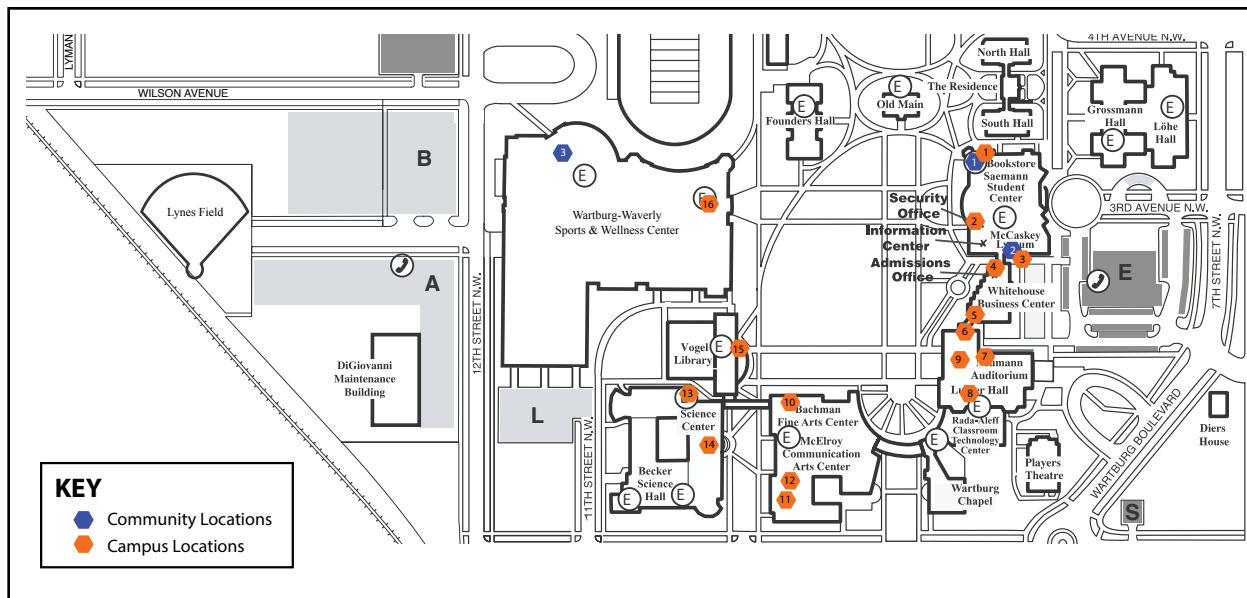 4TH AVENUE N.W.
LYMAN
North Hall
WILSON AVENUE
The Residence
E
Old Main
E
Founders Hall
South Hall
Grossmann
Hall
E
E
Löhe
Hall
B
3
E
1
1
Bookstore
Saemann
Student
Center
E
16
Lynes Field
Wartburg-Waverly
Sports & Wellness Center
Security
Office
2
E
3RD AVENUE N.W.
Information
Center
x
McCaskey
Lyceum
2
3
Admissions
Office
4
A
E
7TH STREET N.W.
Whitehouse
Business Center
12TH STREET N.W.
5
6
Vogel
Library
E
15
9
7
Neumann
Auditorium
DiGiovanni
Maintenance
Building
Luther Hall
8
E
13
E
10
Bachman
Fine Arts Center
L
Science
Center
Rada-Aleff
Classroom
Technology
Center
WARTBURG BOULEVARD
Diers
House
11TH STREET N.W.
14
E
McElroy
Communication
Arts Center
E
Players
Theatre
Becker
Science
Hall
E
E
12
11
Wartburg
Chapel
S
KEY
Community Locations
Campus Locations